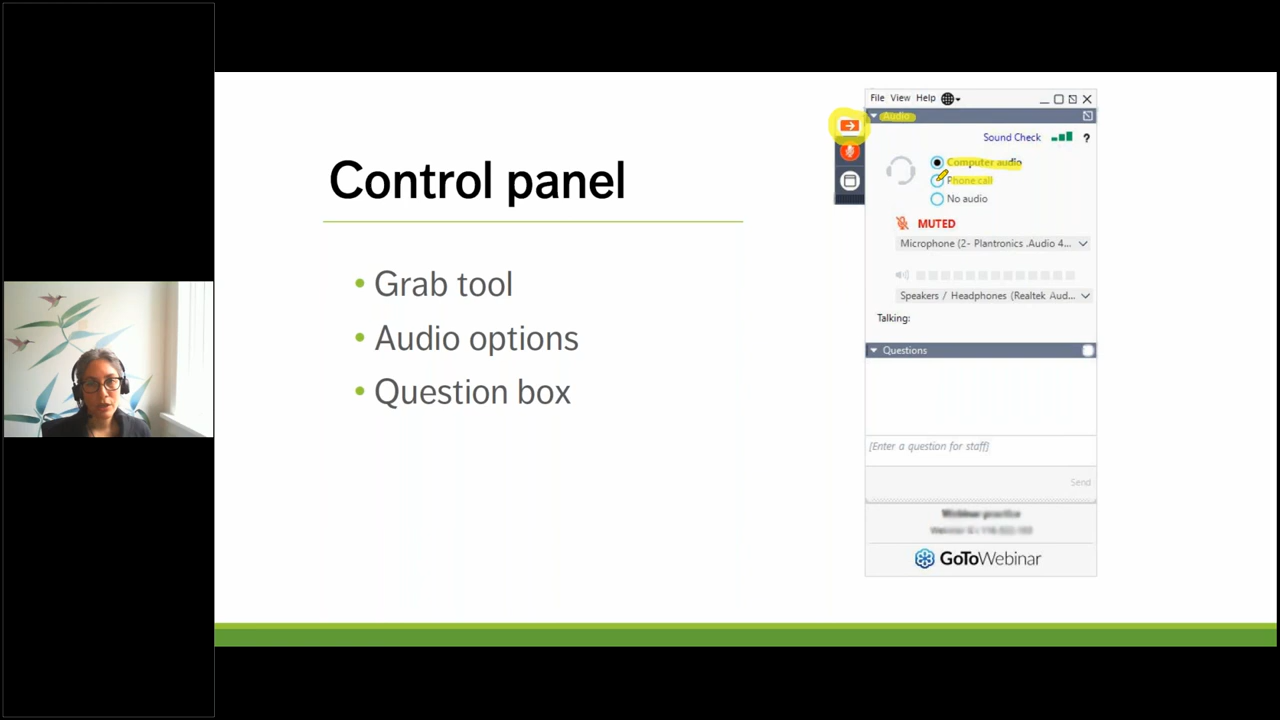 Control panel
• Grab tool
• Audio options
• Question box
File View Help
Audio
Sound Check ?
Computer audio
Phone call
No audio
MUTED
Microphone (2- Plantronics .Audio 4...
Speakers / Headphones (Realtek Aud...
Talking:
Questions
[Enter a question for staff]
Send
Webinar practice
GoToWebinar